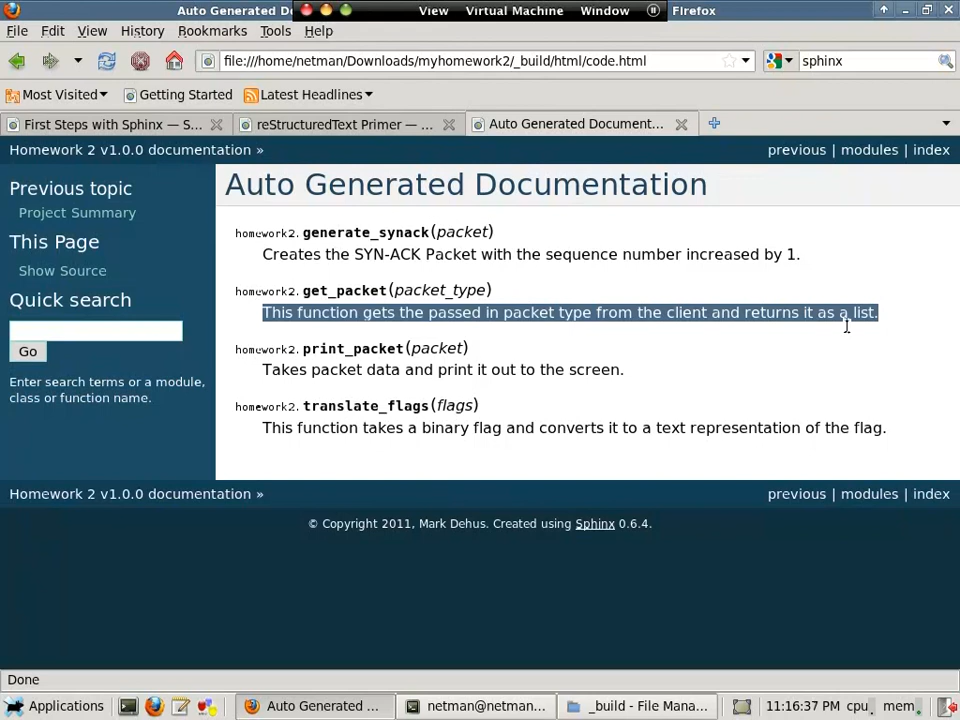 Auto Generated Do
View Virtual Machine Window
Firefox
File Edit View History Bookmarks Tools Help
file:///home/netman/Downloads/myhomework2/_build/html/code.html
sphinx
Most Visited Getting Started Latest Headlines
First Steps with Sphinx — S... reStructuredText Primer — ... Auto Generated Document...
Homework 2 v1.0.0 documentation » previous | modules | index
Previous topic
Project Summary
This Page
Show Source
Quick search
Go
Enter search terms or a module,
class or function name.
Auto Generated Documentation
homework2. generate_synack(packet)
Creates the SYN-ACK Packet with the sequence number increased by 1.
homework2. get_packet(packet_type)
This function gets the passed in packet type from the client and returns it as a list.
homework2. print_packet(packet)
Takes packet data and print it out to the screen.
homework2. translate_flags(flags)
This function takes a binary flag and converts it to a text representation of the flag.
Homework 2 v1.0.0 documentation » previous | modules | index
© Copyright 2011, Mark Dehus. Created using Sphinx 0.6.4.
Done
Applications Auto Generated ... netman@netman... _build - File Mana... 11:16:37 PM cpu mem